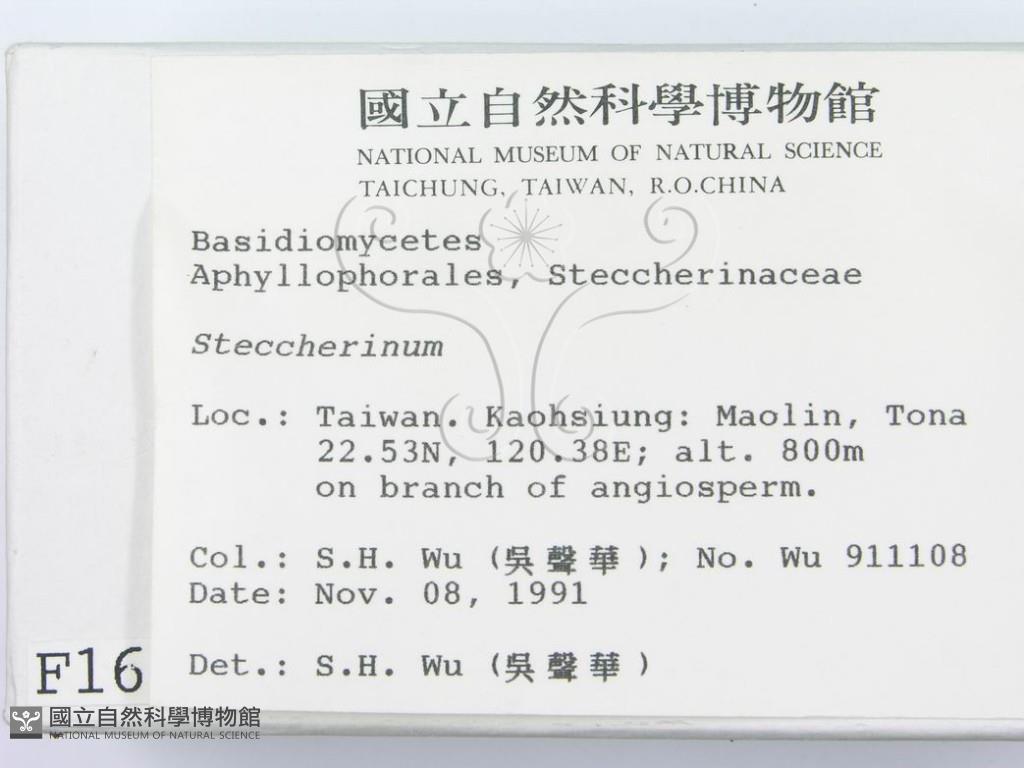 國立自然科學博物館
NATIONAL MUSEUM OF NATURAL SCIENCE
TAICHUNG, TAIWAN, R.O.CHINA
Basidiomycetes
Aphyllophorales, Steccherinaceae
Steccherinum
Loc.: Taiwan. Kaohsiung: Maolin, Tona
22.53N, 120.38E; alt. 800m
on branch of angiosperm.
Col.: S.H. Wu (吳聲華); No. Wu 911108
Date: Nov. 08, 1991
Det.: S.H. Wu (吳聲華)
F16
國立自然科學博物館
NATIONAL MUSEUM OF NATURAL SCIENCE